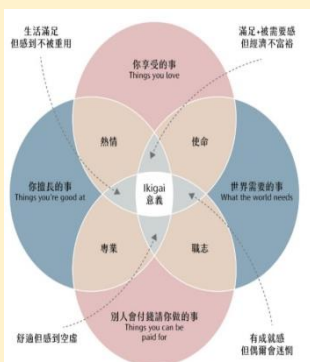 生活滿足
但感到不被重用
滿足+被需要感
但經濟不富裕
你享受的事
Things you love
熱情
使命
你擅長的事
Things you're good at
Ikigai
意義
世界需要的事
What the world needs
專業
職志
別人會付錢請你做的事
Things you can be
paid for
舒適但感到空虛
有成就感
但偶爾會迷惘